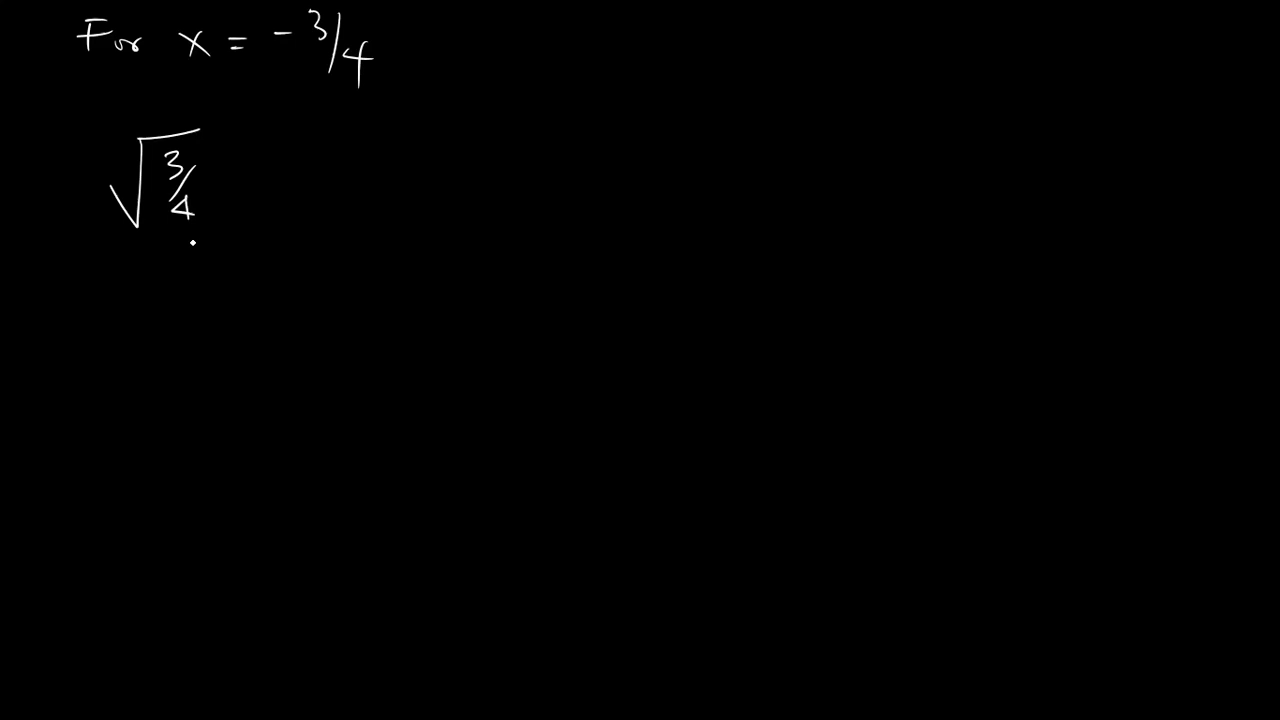 For x = - 3/4
√3/4